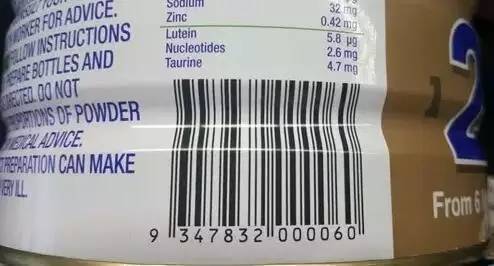 WORKER FOR ADVICE.
FOLLOW INSTRUCTIONS
PREPARE BOTTLES AND
DO NOT
OF POWDER
MEDICAL ADVICE.
PREPARATION CAN MAKE
VERY ILL.
Sodium 32 mg
Zinc 0.42 mg
Lutein 5.8 µg
Nucleotides 2.6 mg
Taurine 4.7 mg
9 347832 000060
2
From 6